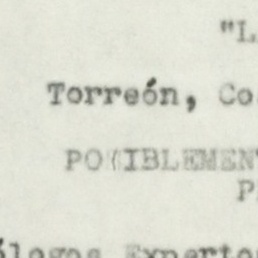 "L
Torreón, Co
POSIBLEMENT
P
ólogos Experto